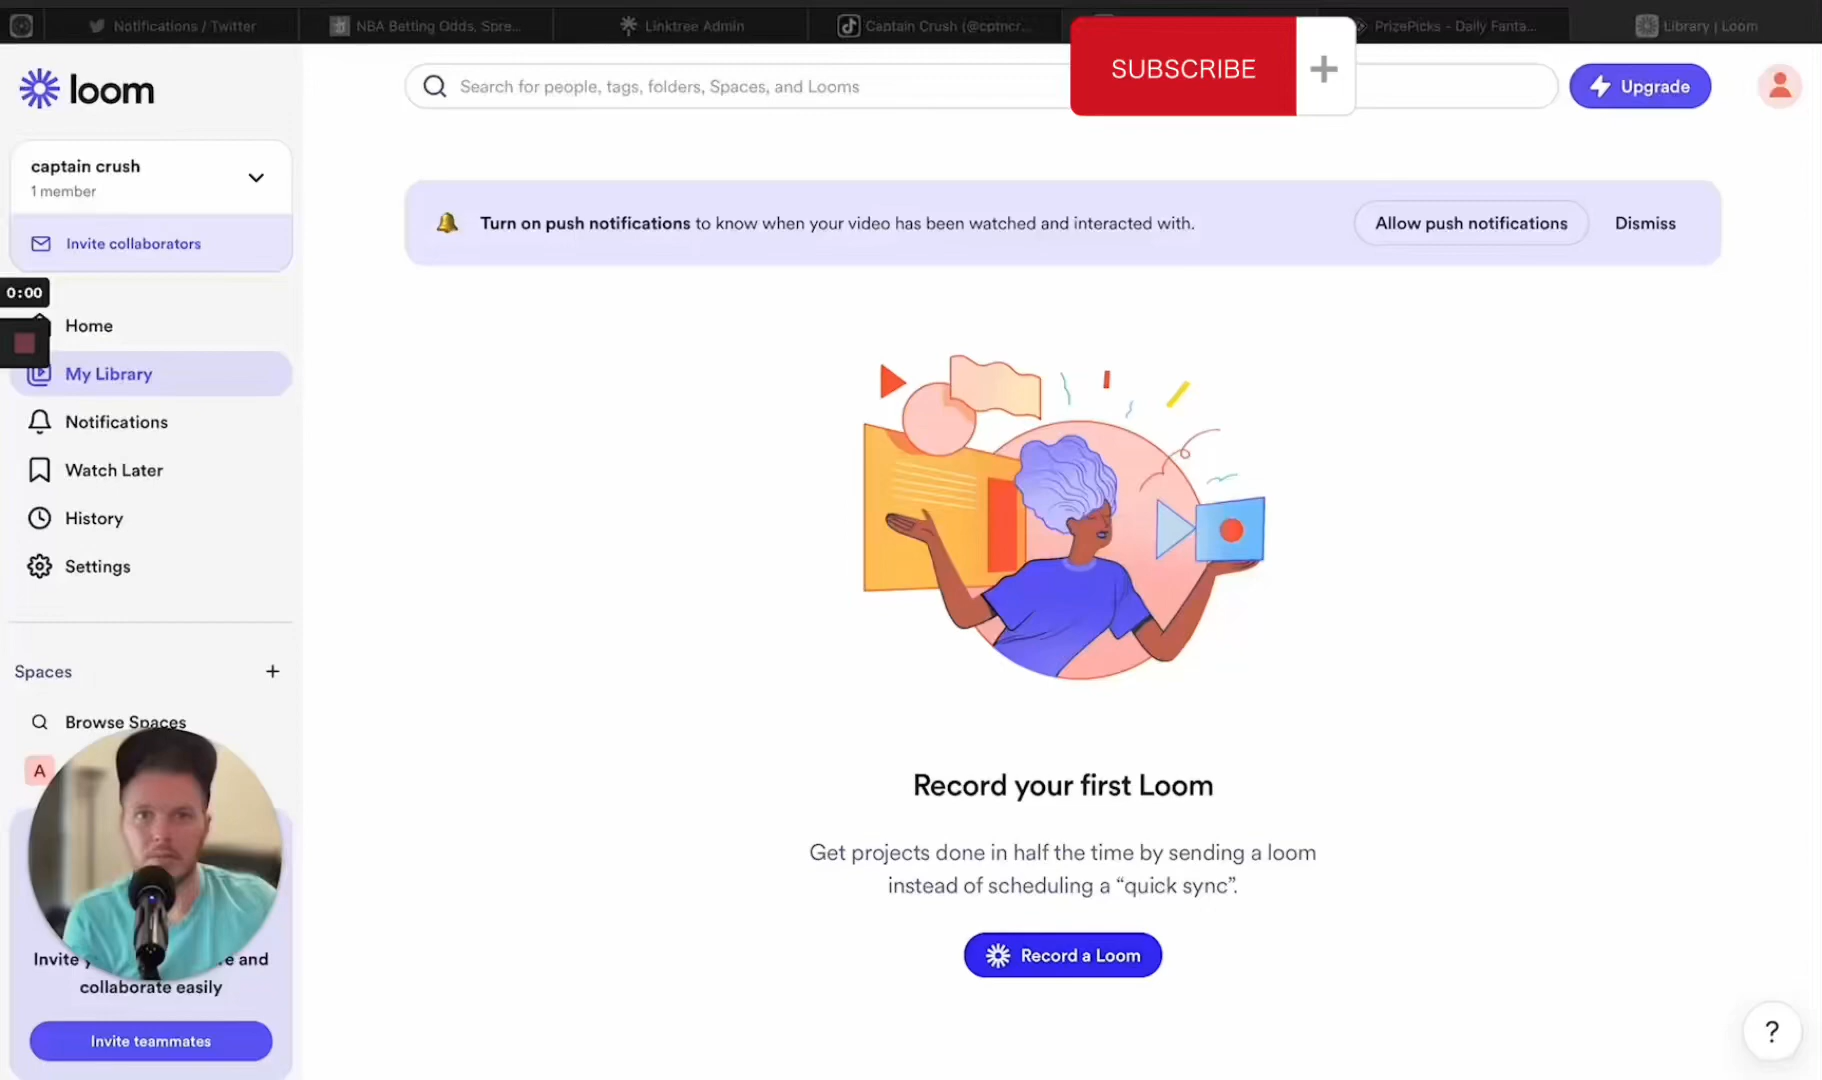 Notifications / Twitter
NBA Betting Odds, Spre...
Linktree Admin
Captain Crush (@cptncr...
PrizePicks - Daily Fanta...
Library | Loom
loom
Search for people, tags, folders, Spaces, and Looms
SUBSCRIBE
+
Upgrade
captain crush
1 member
Invite collaborators
Turn on push notifications to know when your video has been watched and interacted with.
Allow push notifications
Dismiss
0:00
Home
My Library
Notifications
Watch Later
History
Settings
Spaces
+
Browse Spaces
A
Record your first Loom
Get projects done in half the time by sending a loom
instead of scheduling a “quick sync”.
Record a Loom
Invite
e and
collaborate easily
Invite teammates
?